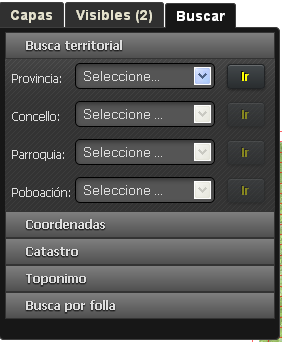 Capas Visibles (2) Buscar
Busca territorial
Provincia: Seleccione... Ir
Concello: Seleccione ... Ir
Parroquia: Seleccione ... Ir
Poboación: Seleccione ... Ir
Coordenadas
Catastro
Toponimo
Busca por folla